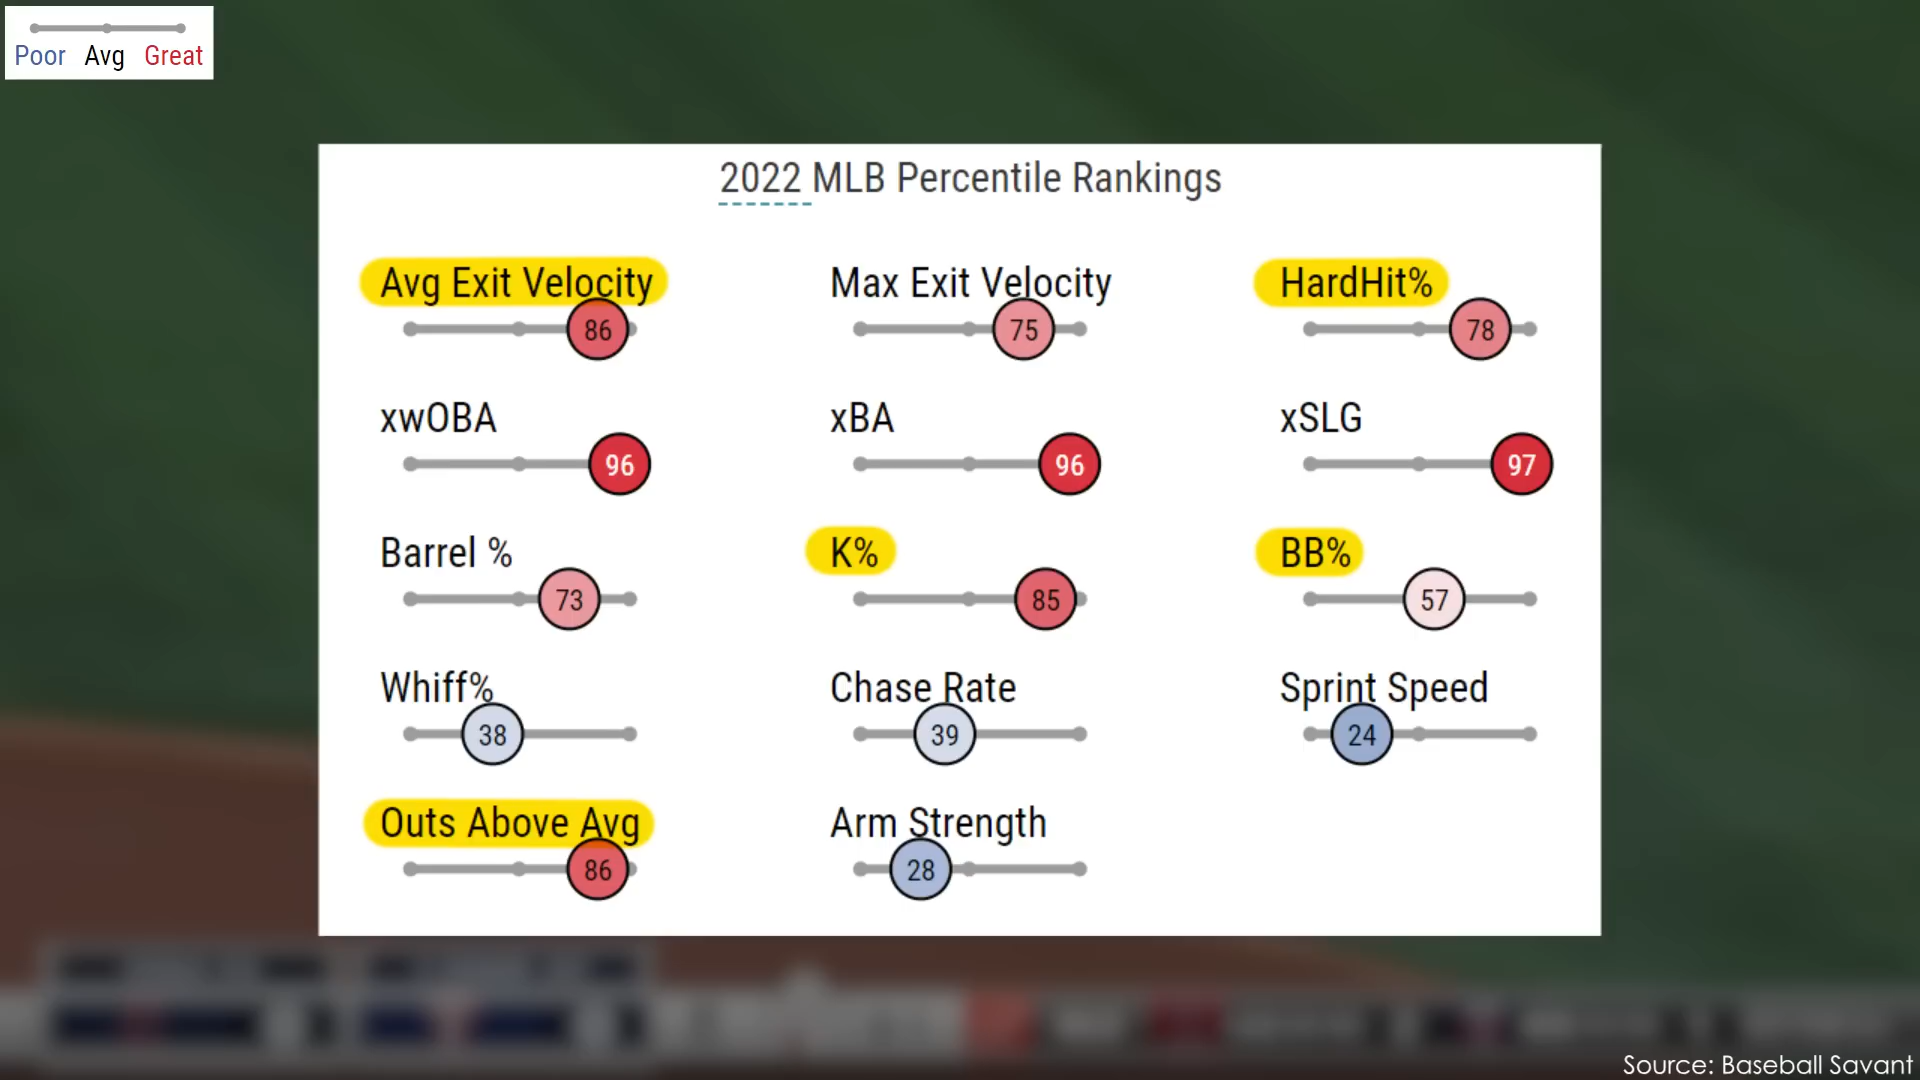 Poor Avg Great
2022 MLB Percentile Rankings
Avg Exit Velocity Max Exit Velocity HardHit%
86 75 78
xwOBA xBA xSLG
96 96 97
Barrel % K% BB%
73 85 57
Whiff% Chase Rate Sprint Speed
38 39 24
Outs Above Avg Arm Strength
86 28
Source: Baseball Savant